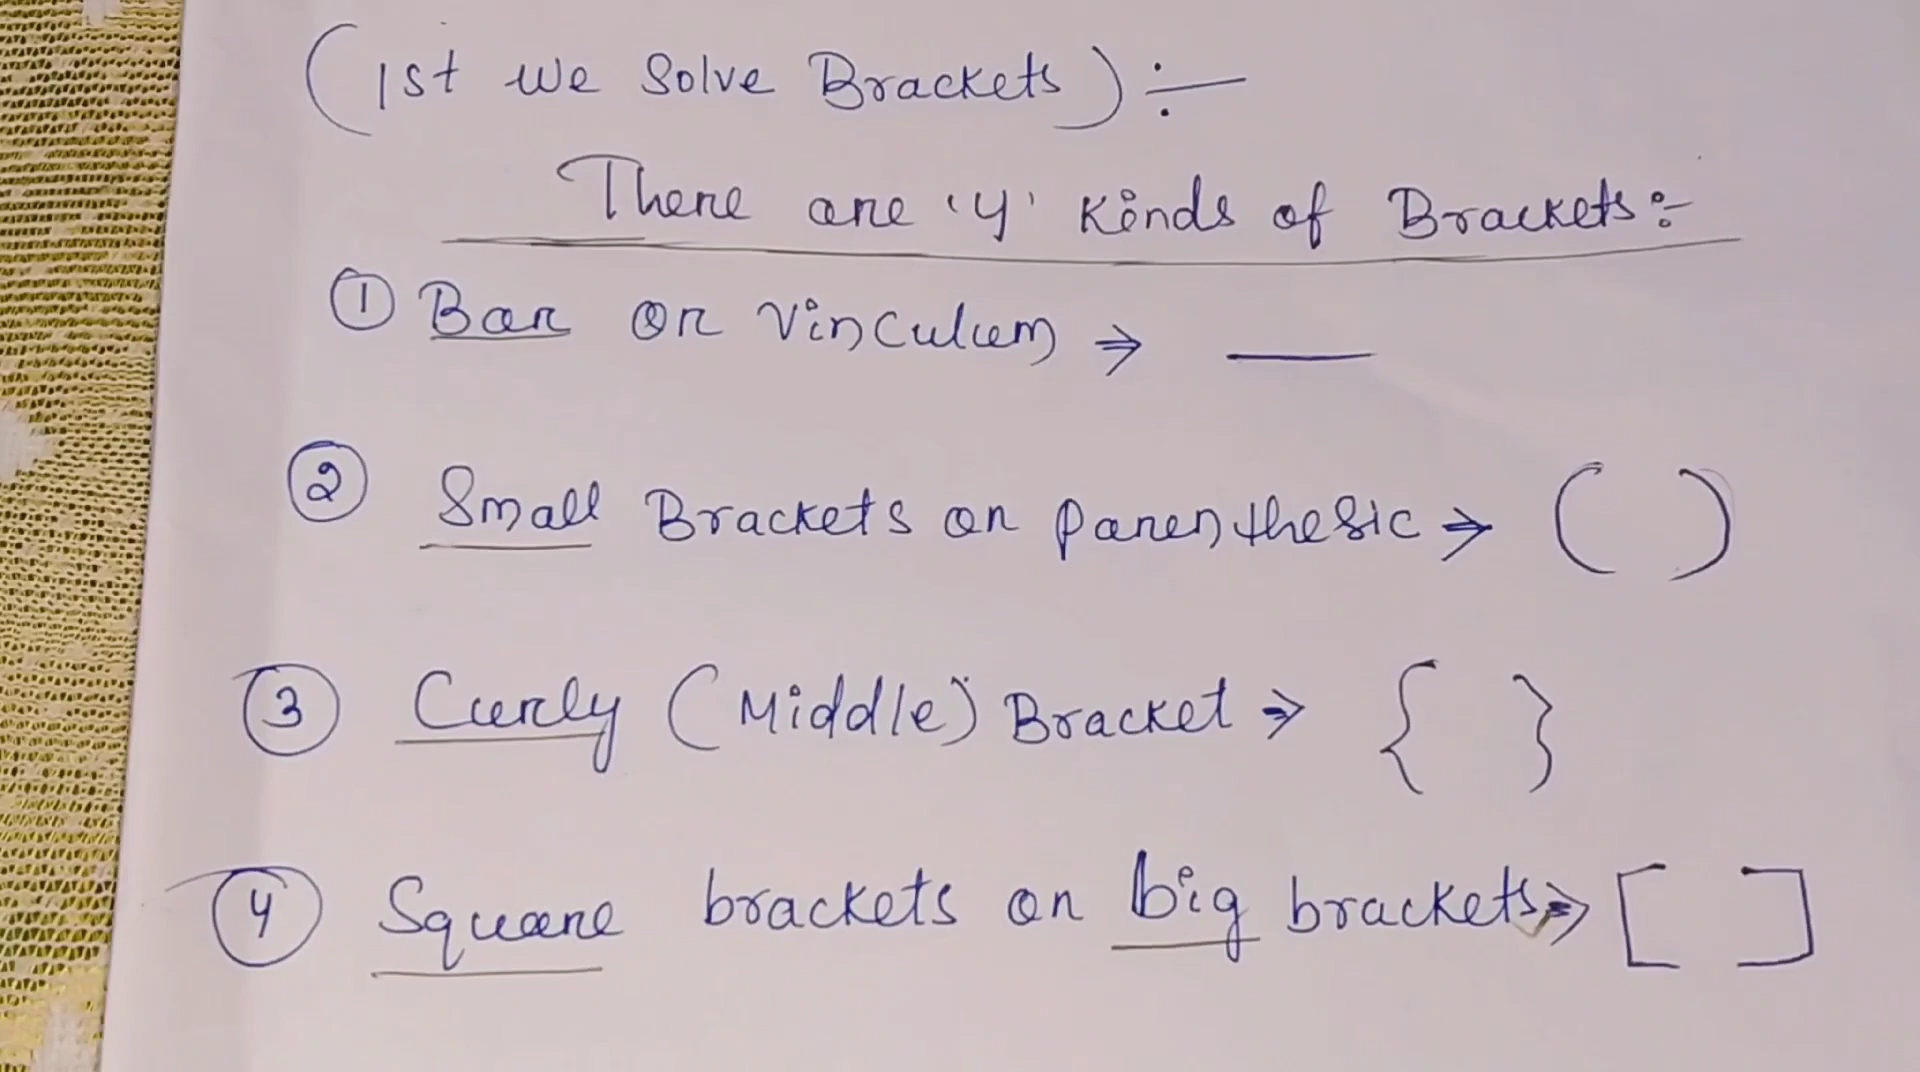 (1st we Solve Brackets) :-
There are '4' Kinds of Brackets :-
① Bar or Vinculum ⇒ —
② Small Brackets or Parenthesic ⇒ ( )
③ Curly (Middle) Bracket ⇒ { }
④ Square brackets or big brackets ⇒ [ ]